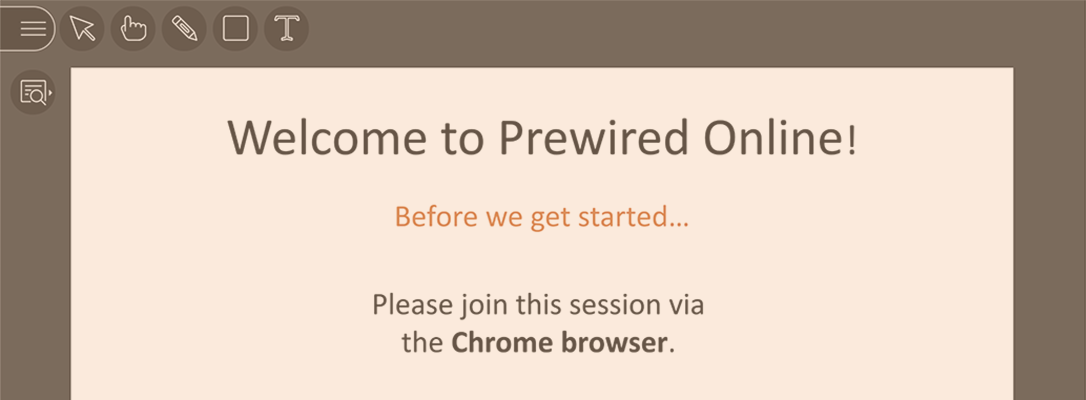 Welcome to Prewired Online!
Before we get started...
Please join this session via
the Chrome browser.